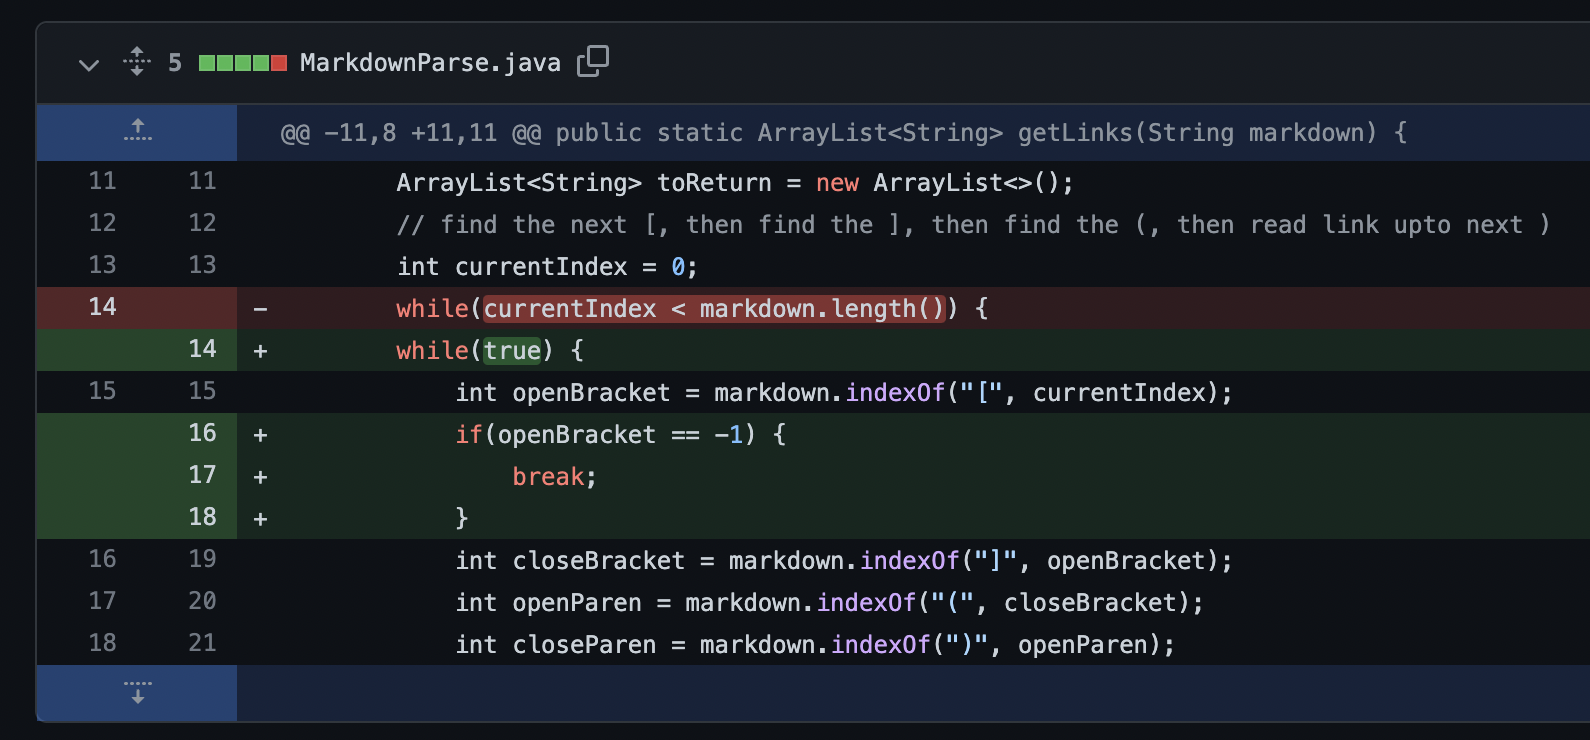 5 MarkdownParse.java
@@ -11,8 +11,11 @@ public static ArrayList<String> getLinks(String markdown) {
11 11 ArrayList<String> toReturn = new ArrayList<>();
12 12 // find the next [, then find the ], then find the (, then read link upto next )
13 13 int currentIndex = 0;
14 - while(currentIndex < markdown.length()) {
14 + while(true) {
15 15 int openBracket = markdown.indexOf("[", currentIndex);
16 + if(openBracket == -1) {
17 + break;
18 + }
16 19 int closeBracket = markdown.indexOf("]", openBracket);
17 20 int openParen = markdown.indexOf("(", closeBracket);
18 21 int closeParen = markdown.indexOf(")", openParen);